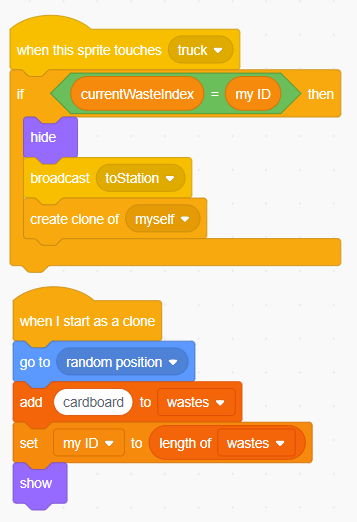 when this sprite touches truck
if currentWasteIndex = my ID then
hide
broadcast toStation
create clone of myself
when I start as a clone
go to random position
add cardboard to wastes
set my ID to length of wastes
show